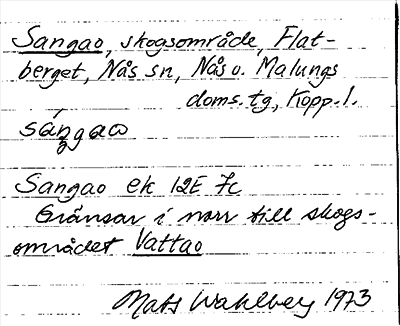 Sangao, skogsområde, Flat-
berget, Nås sn, Nås o. Malungs
doms. tg, Kopp. l.
sáŋgaω
Sangao ek 12E 7c
Gränsar i norr till skogs-
området Vattao
Mats Wahlberg 1973